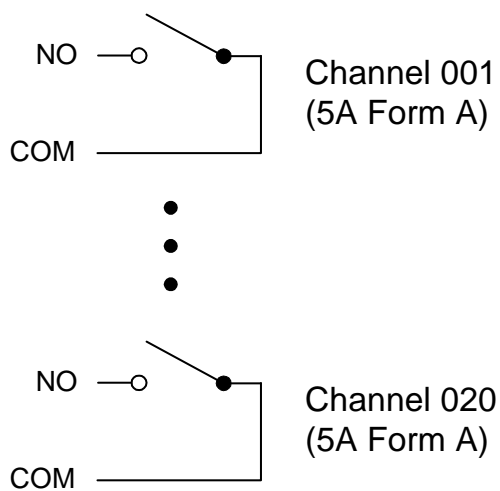 NO
Channel 001
(5A Form A)
COM
NO
Channel 020
(5A Form A)
COM